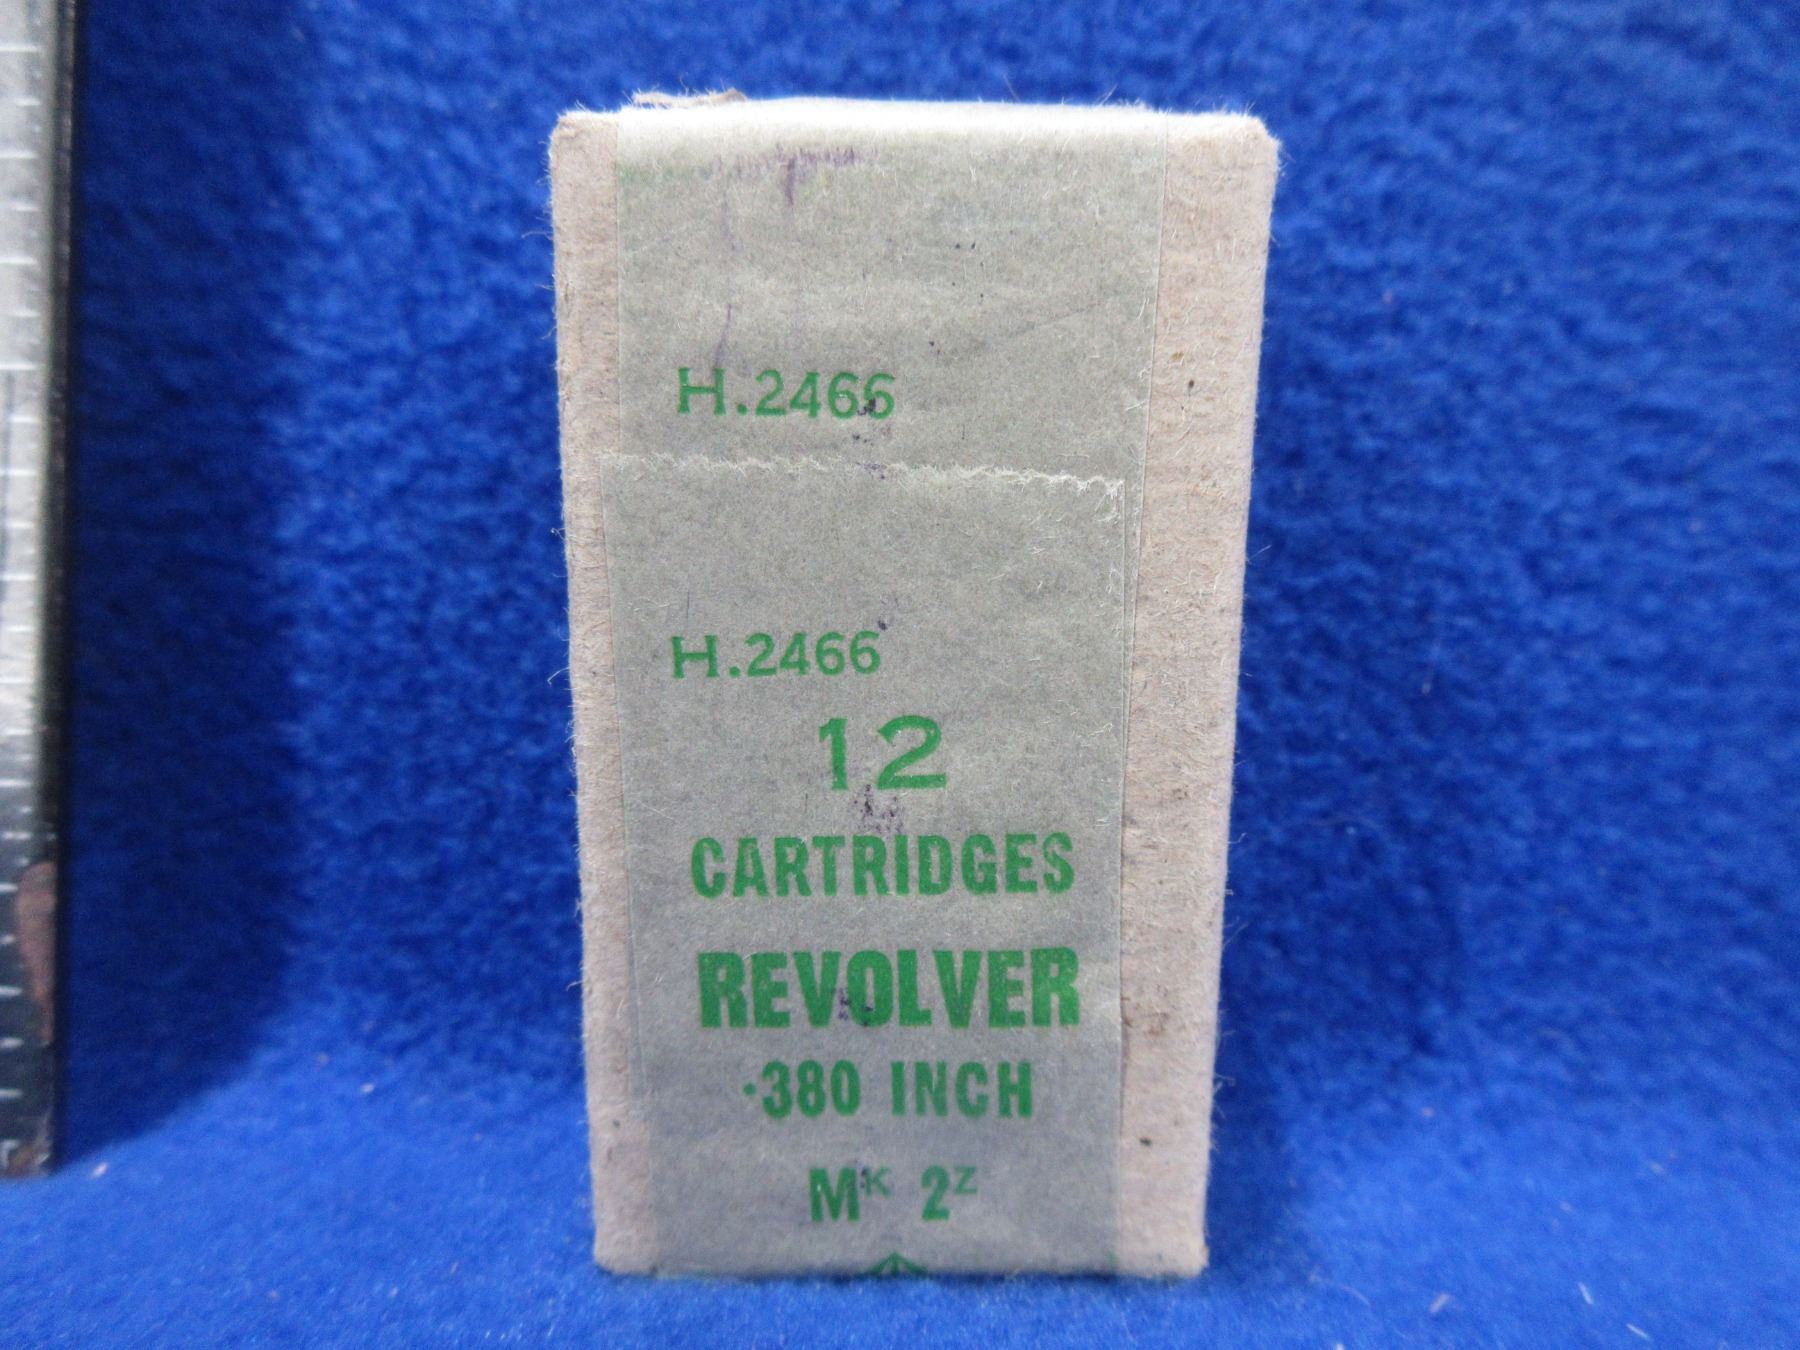 H.2466
H.2466
12
CARTRIDGES
REVOLVER
·380 INCH
Mᴷ 2ᶻ